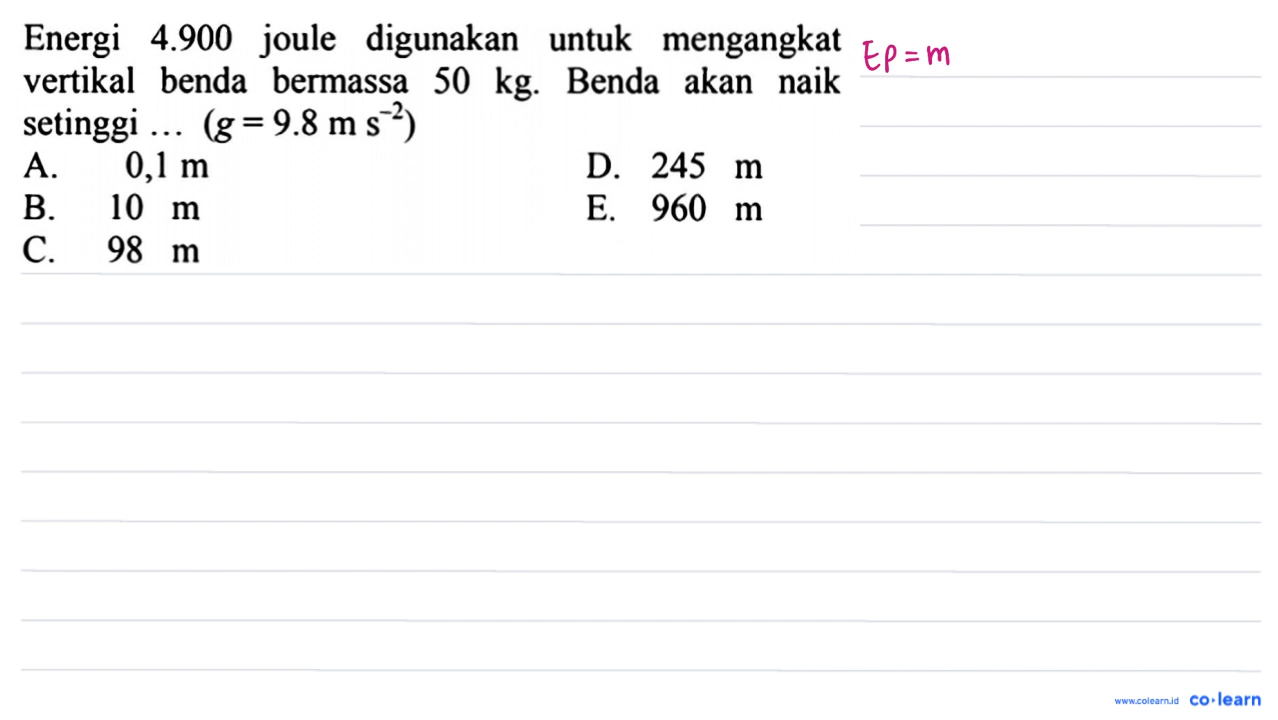 Energi 4.900 joule digunakan untuk mengangkat
vertikal benda bermassa 50 kg. Benda akan naik
setinggi ... (g = 9.8 m s⁻²)
A. 0,1 m
B. 10 m
C. 98 m
D. 245 m
E. 960 m
Ep = m
www.colearn.id co·learn